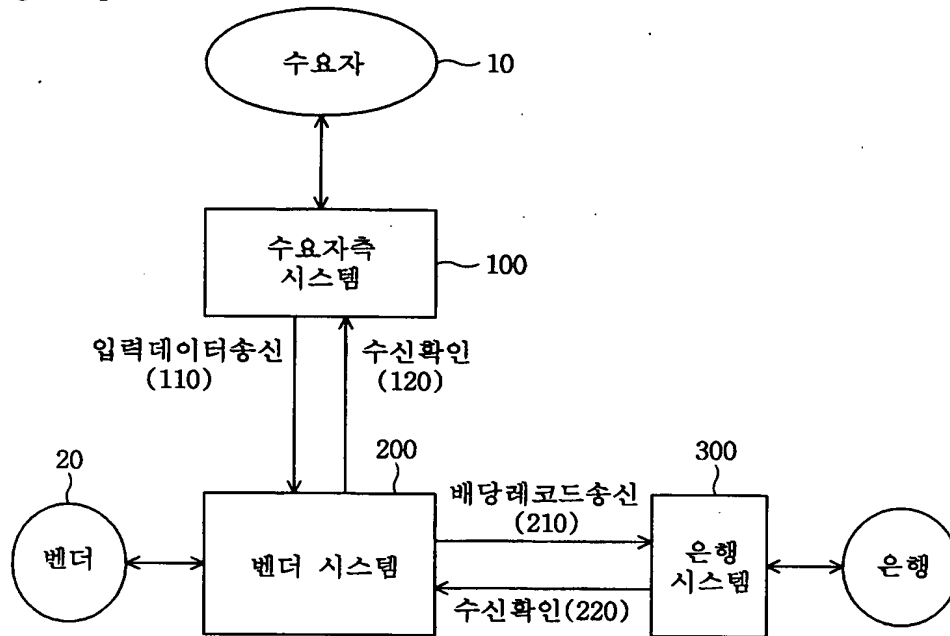 수요자
10
수요자측
시스템
100
입력데이터송신
(110)
수신확인
(120)
20
200
300
벤더
벤더 시스템
배당레코드송신
(210)
수신확인(220)
은행
시스템
은행